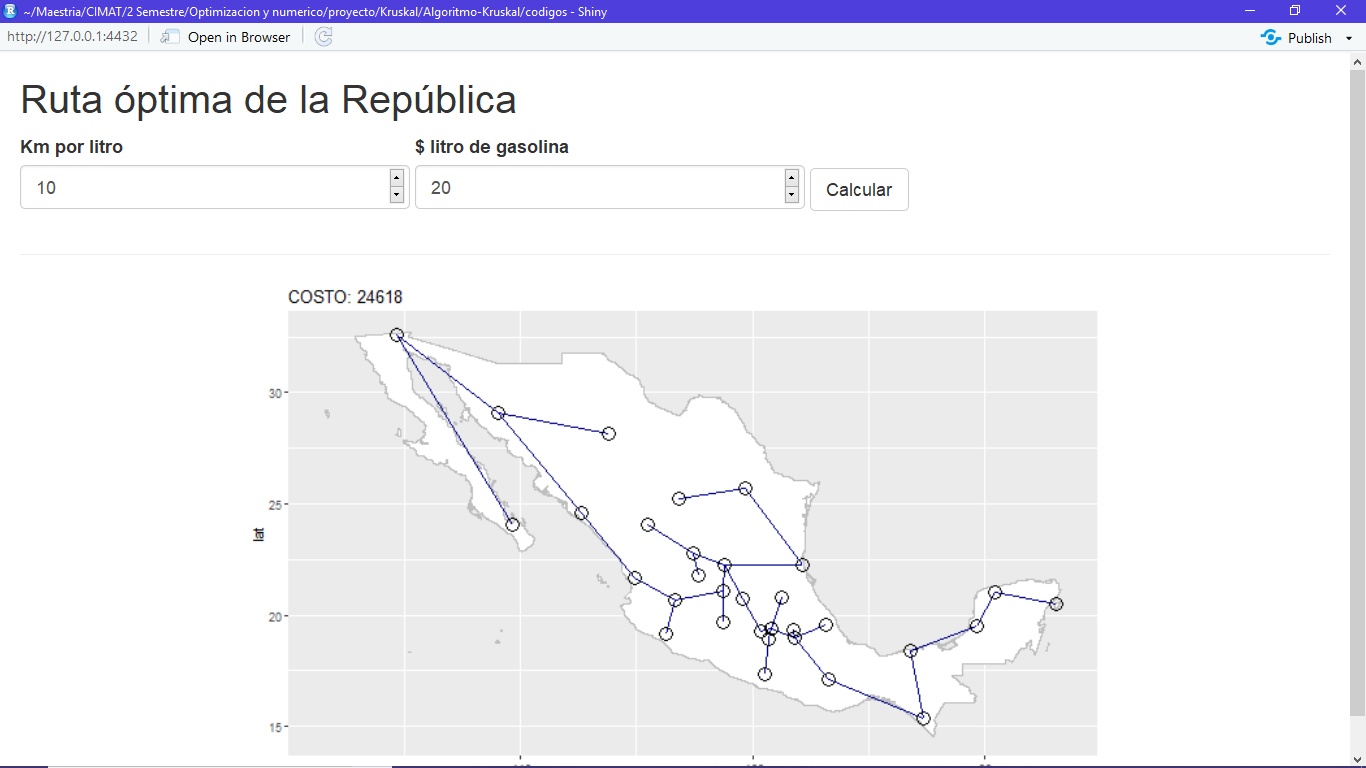 ~/Maestria/CIMAT/2 Semestre/Optimizacion y numerico/proyecto/Kruskal/Algoritmo-Kruskal/codigos - Shiny
http://127.0.0.1:4432 Open in Browser Publish
Ruta óptima de la República
Km por litro $ litro de gasolina
10 20 Calcular
COSTO: 24618
30
25
lat
20
15